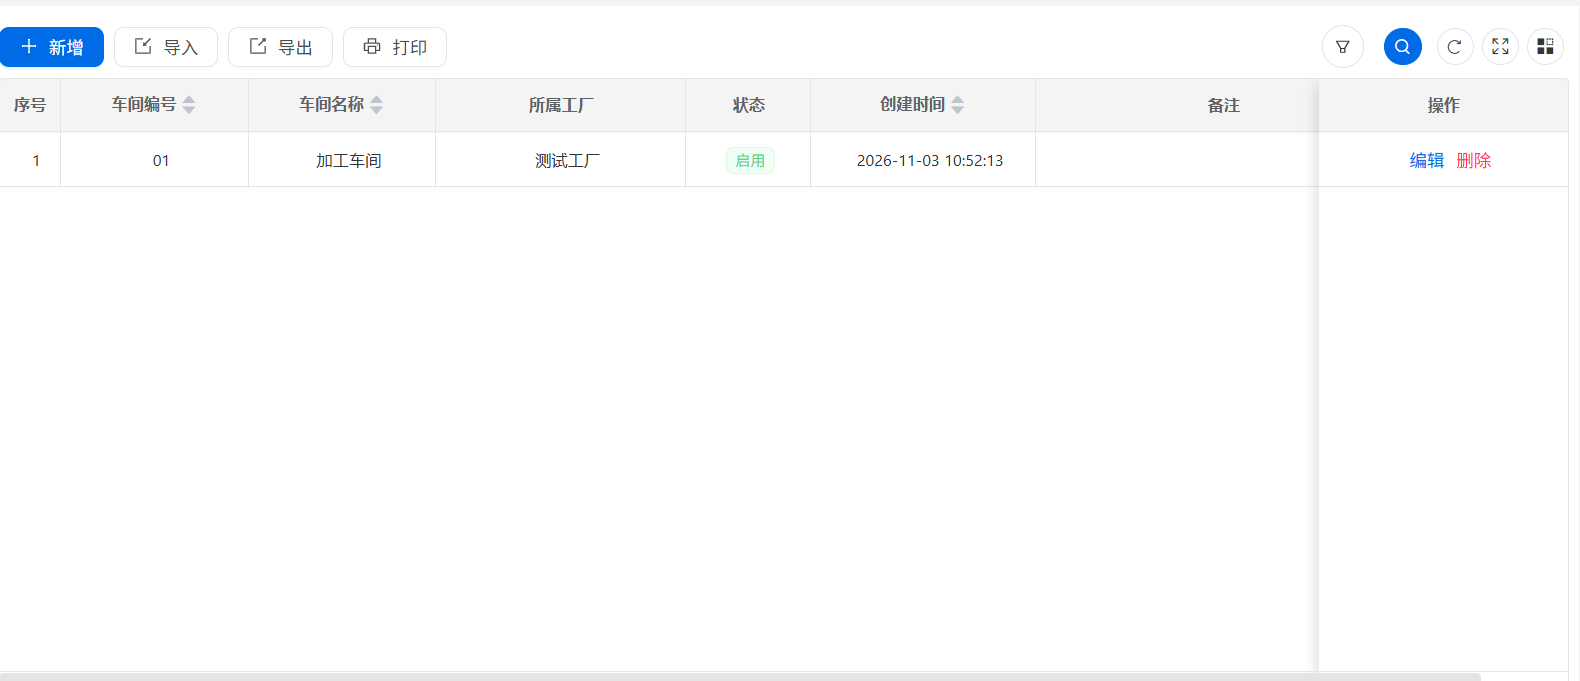 新增 导入 导出 打印
序号 车间编号 车间名称 所属工厂 状态 创建时间 备注 操作
1 01 加工车间 测试工厂 启用 2026-11-03 10:52:13 编辑 删除